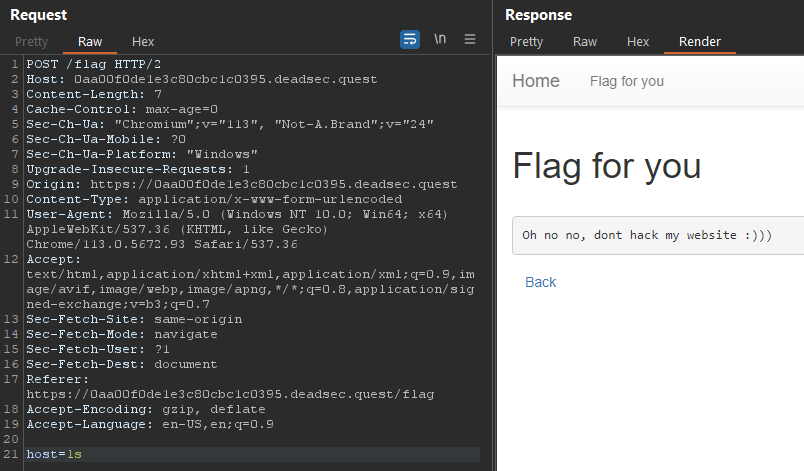 Request
Pretty Raw Hex \n
1 POST /flag HTTP/2
2 Host: 0aa00f0de1e3c80cbc1c0395.deadsec.quest
3 Content-Length: 7
4 Cache-Control: max-age=0
5 Sec-Ch-Ua: "Chromium";v="113", "Not-A.Brand";v="24"
6 Sec-Ch-Ua-Mobile: ?0
7 Sec-Ch-Ua-Platform: "Windows"
8 Upgrade-Insecure-Requests: 1
9 Origin: https://0aa00f0de1e3c80cbc1c0395.deadsec.quest
10 Content-Type: application/x-www-form-urlencoded
11 User-Agent: Mozilla/5.0 (Windows NT 10.0; Win64; x64)
AppleWebKit/537.36 (KHTML, like Gecko)
Chrome/113.0.5672.93 Safari/537.36
12 Accept:
text/html,application/xhtml+xml,application/xml;q=0.9,im
age/avif,image/webp,image/apng,*/*;q=0.8,application/sig
ned-exchange;v=b3;q=0.7
13 Sec-Fetch-Site: same-origin
14 Sec-Fetch-Mode: navigate
15 Sec-Fetch-User: ?1
16 Sec-Fetch-Dest: document
17 Referer:
https://0aa00f0de1e3c80cbc1c0395.deadsec.quest/flag
18 Accept-Encoding: gzip, deflate
19 Accept-Language: en-US,en;q=0.9
20
21 host=ls
Response
Pretty Raw Hex Render
Home Flag for you
Flag for you
Oh no no, dont hack my website :)))
Back